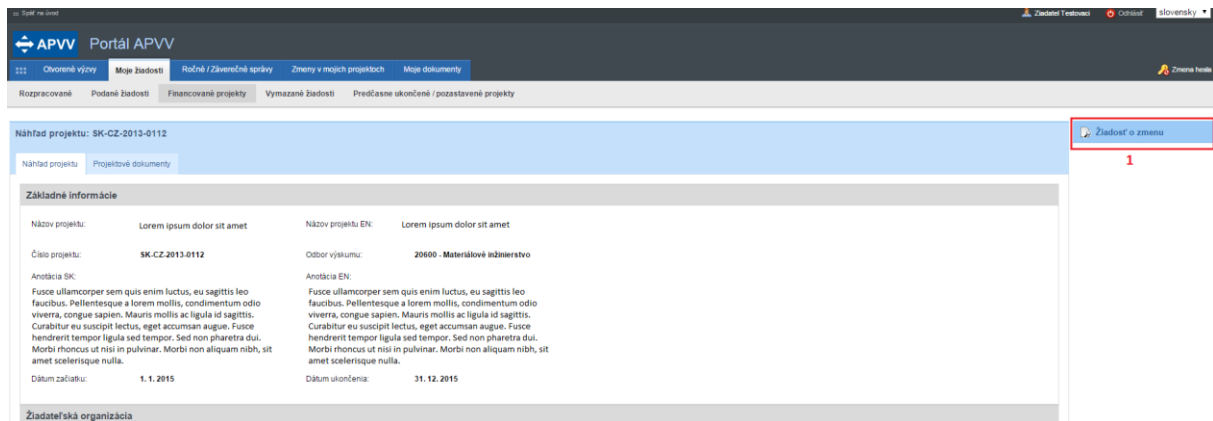 Späť na úvod
Žiadateľ Testovací Odhlásiť slovensky
APVV Portál APVV
Otvorené výzvy Moje žiadosti Ročné / Záverečné správy Zmeny v mojich projektoch Moje dokumenty Zmena hesla
Rozpracované Podané žiadosti Financované projekty Vymazané žiadosti Predčasne ukončené / pozastavené projekty
Náhľad projektu: SK-CZ-2013-0112
Žiadosť o zmenu
1
Náhľad projektu Projektové dokumenty
Základné informácie
Názov projektu: Lorem ipsum dolor sit amet Názov projektu EN: Lorem ipsum dolor sit amet
Číslo projektu: SK-CZ-2013-0112 Odbor výskumu: 20600 - Materiálové inžinierstvo
Anotácia SK: Anotácia EN:
Fusce ullamcorper sem quis enim luctus, eu sagittis leo Fusce ullamcorper sem quis enim luctus, eu sagittis leo
faucibus. Pellentesque a lorem mollis, condimentum odio faucibus. Pellentesque a lorem mollis, condimentum odio
viverra, congue sapien. Mauris mollis ac ligula id sagittis. viverra, congue sapien. Mauris mollis ac ligula id sagittis.
Curabitur eu suscipit lectus, eget accumsan augue. Fusce Curabitur eu suscipit lectus, eget accumsan augue. Fusce
hendrerit tempor ligula sed tempor. Sed non pharetra dui. hendrerit tempor ligula sed tempor. Sed non pharetra dui.
Morbi rhoncus ut nisi in pulvinar. Morbi non aliquam nibh, sit Morbi rhoncus ut nisi in pulvinar. Morbi non aliquam nibh, sit
amet scelerisque nulla. amet scelerisque nulla.
Dátum začiatku: 1. 1. 2015 Dátum ukončenia: 31. 12. 2015
Žiadateľská organizácia